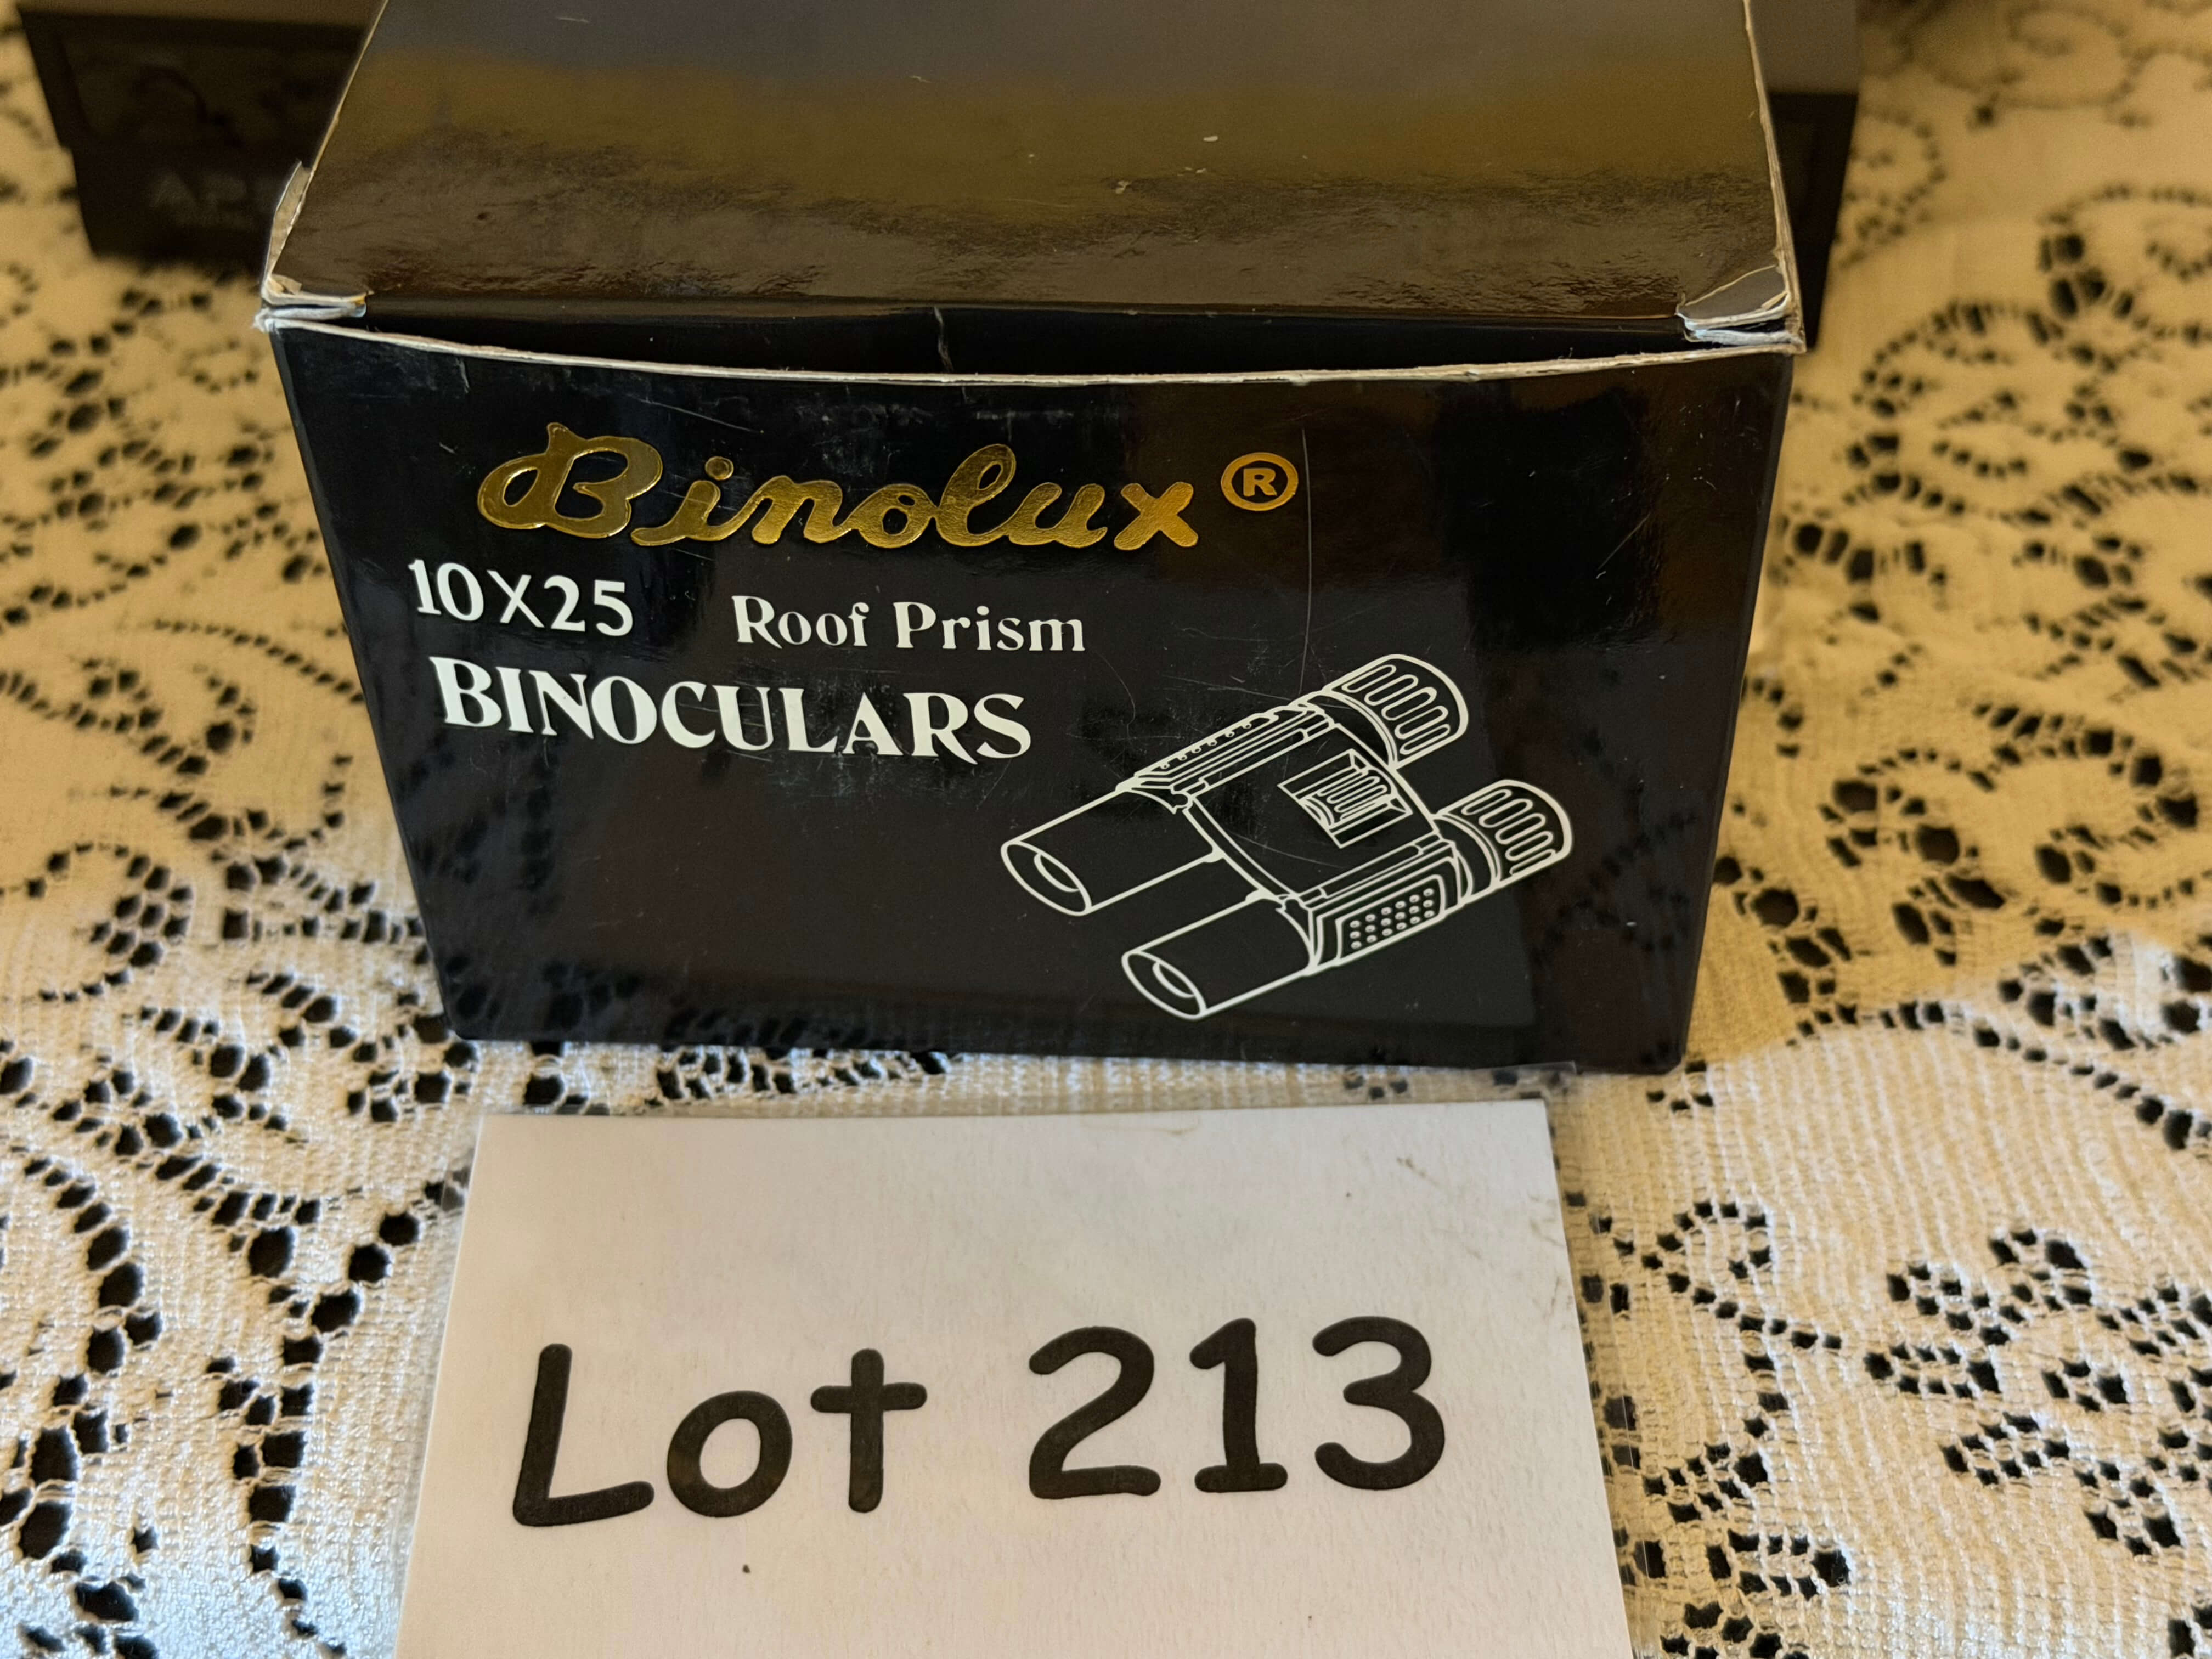 Binolux ®
10X25 Roof Prism
BINOCULARS
Lot 213